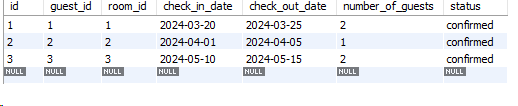 id guest_id room_id check_in_date check_out_date number_of_guests status
1 1 1 2024-03-20 2024-03-25 2 confirmed
2 2 2 2024-04-01 2024-04-05 1 confirmed
3 3 3 2024-05-10 2024-05-15 2 confirmed
NULL NULL NULL NULL NULL NULL NULL